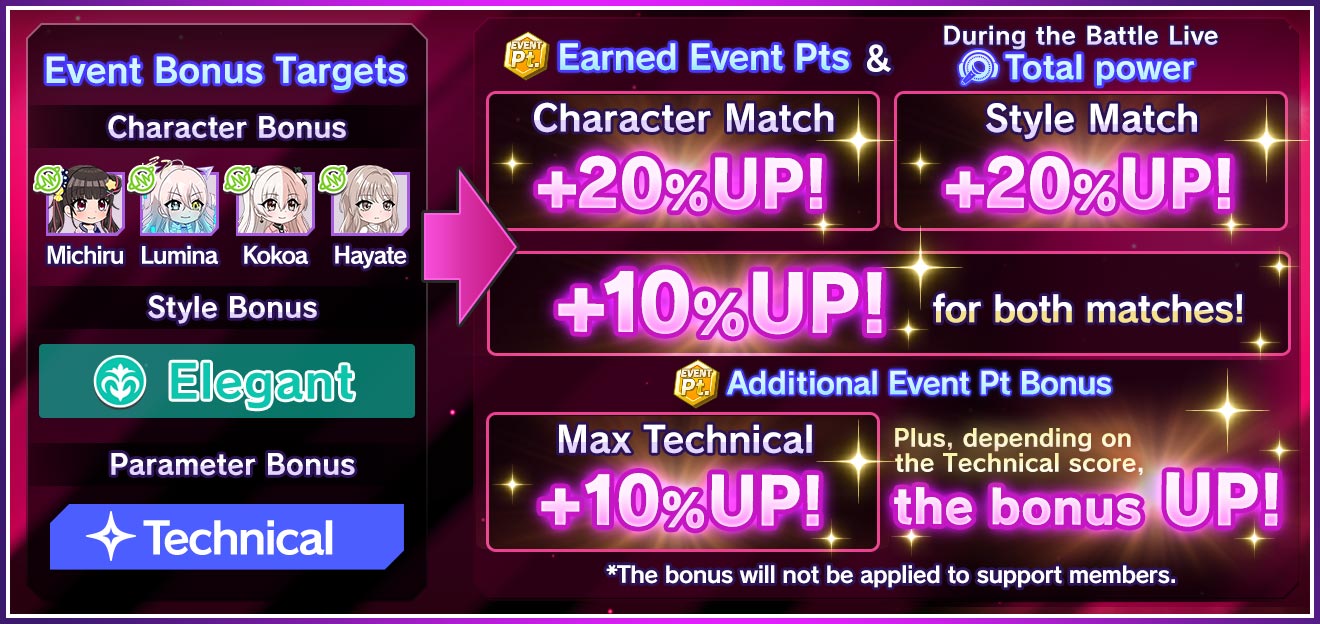 Event Bonus Targets
Character Bonus
Michiru Lumina Kokoa Hayate
Style Bonus
Elegant
Parameter Bonus
Technical
EVENT Pt. Earned Event Pts &
During the Battle Live
Total power
Character Match
+20%UP!
Style Match
+20%UP!
+10%UP! for both matches!
EVENT Pt. Additional Event Pt Bonus
Max Technical
+10%UP!
Plus, depending on
the Technical score,
the bonus UP!
*The bonus will not be applied to support members.